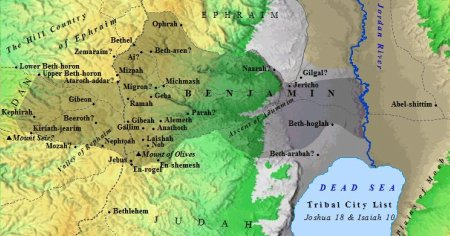 EPHRAIM
The Hill Country
of Ephraim
Ophrah
Bethel
Zemaraim?
Beth-aven?
Ai?
Lower Beth-horon
Upper Beth-horon
Mizpah
Ataroth-addar?
Michmash
Migron?
Geba
Ramah
Gibeon
Naarah?
Gilgal?
Jericho
BENJAMIN
DAN
Jordan River
Abel-shittim
Kephirah
Beeroth
Gibeah
Alemeth
Parah?
Ascent of Adummim
Kiriath-jearim
Gallim
Anathoth
Mount Seir?
Nephtoah
Laishah
Nob
Mozah?
Valley of Rephaim
Mount of Olives
Jebus
En-shemesh
En-rogel
Beth-hoglah
Beth-arabah?
Bethlehem
JUDAH
DEAD SEA
Tribal City List
Joshua 18 & Isaiah 10
Plains of Moab